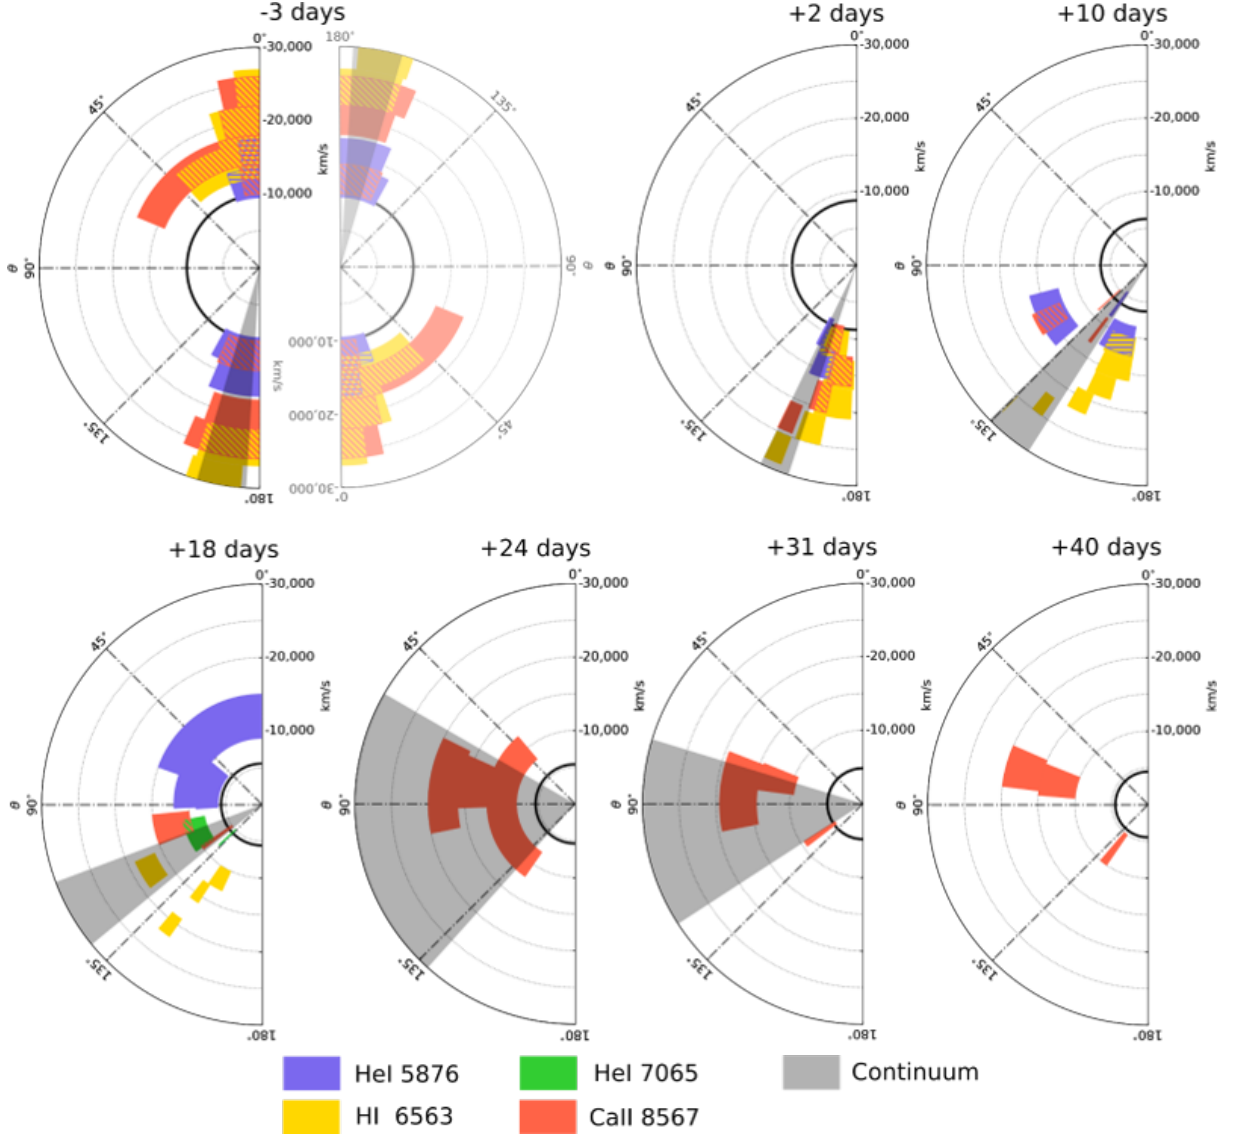 -3 days
+2 days
+10 days
0°
-30,000
180°
0°
-30,000
0°
-30,000
45°
135°
45°
45°
-20,000
-20,000
-20,000
km/s
km/s
km/s
-10,000
-10,000
-10,000
θ
90°
90°
θ
θ
90°
θ
90°
-10,000
km/s
-20,000
135°
45°
135°
135°
-30,000
180°
0°
180°
180°
+18 days
+24 days
+31 days
+40 days
0°
-30,000
0°
-30,000
0°
-30,000
0°
-30,000
45°
45°
45°
45°
-20,000
-20,000
-20,000
-20,000
km/s
km/s
km/s
km/s
-10,000
-10,000
-10,000
-10,000
θ
90°
θ
90°
θ
90°
θ
90°
135°
135°
135°
135°
180°
180°
180°
180°
HeI 5876
HeI 7065
Continuum
HI 6563
CaII 8567